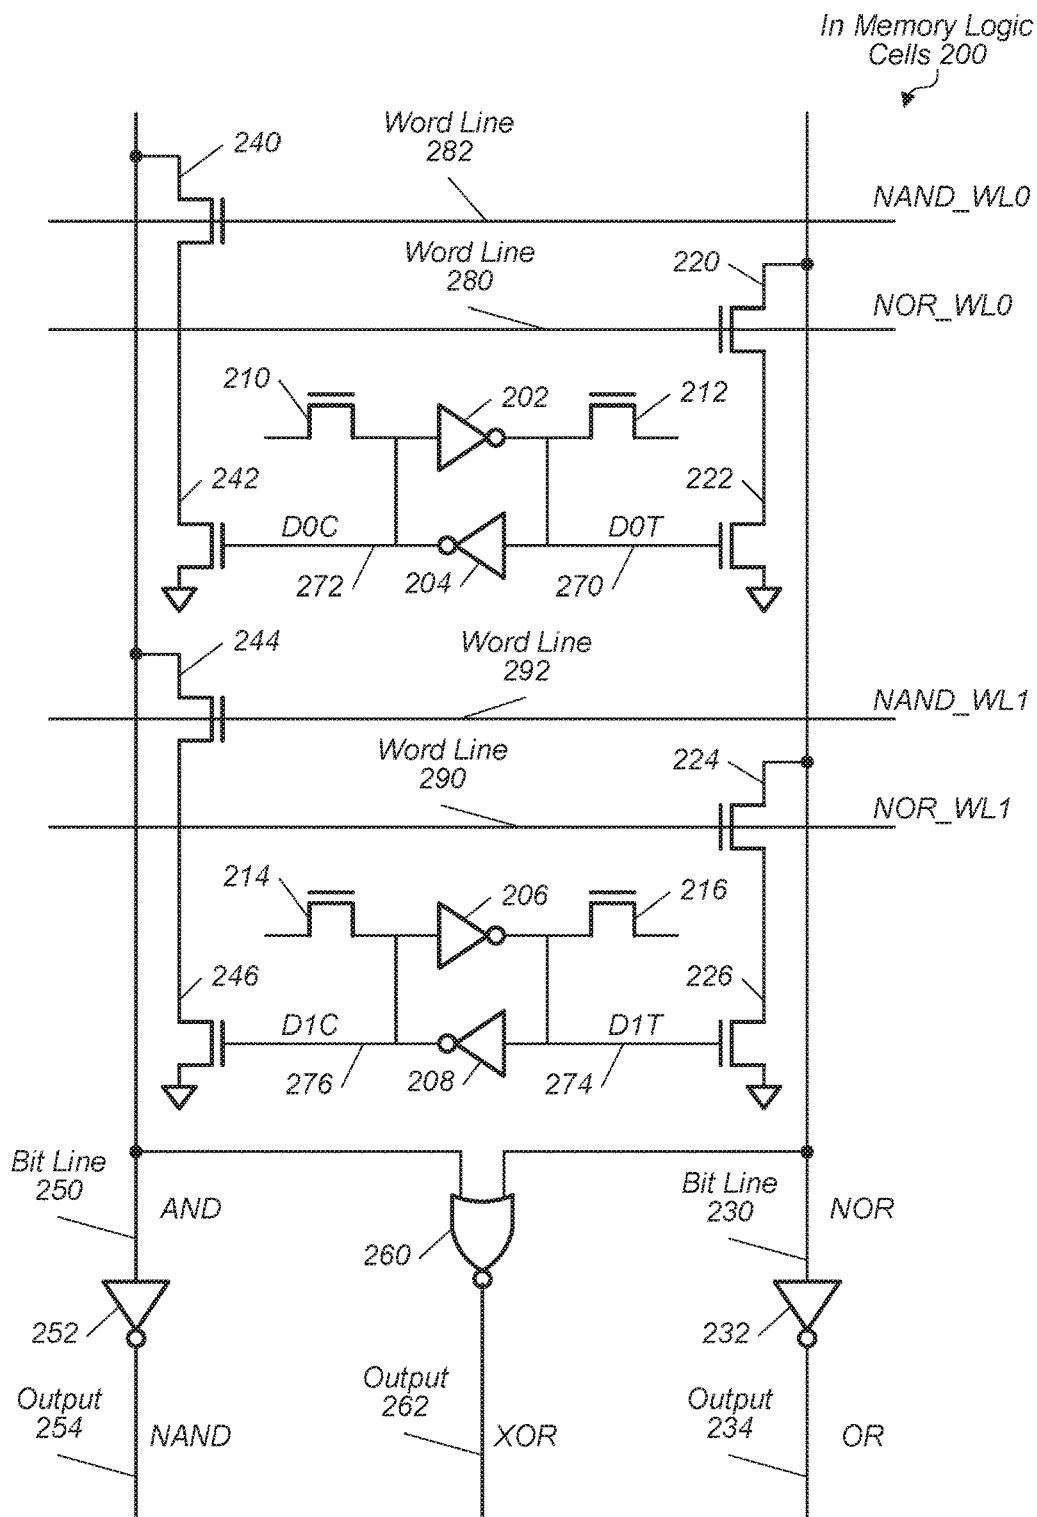 In Memory Logic
Cells 200
240
Word Line
282
NAND_WL0
Word Line
280
220
NOR_WL0
210
202
212
242
222
D0C
D0T
272
204
270
244
Word Line
292
NAND_WL1
Word Line
290
224
NOR_WL1
214
206
216
246
226
D1C
D1T
276
208
274
Bit Line
250
AND
260
Bit Line
230
NOR
252
232
Output
254
NAND
Output
262
XOR
Output
234
OR